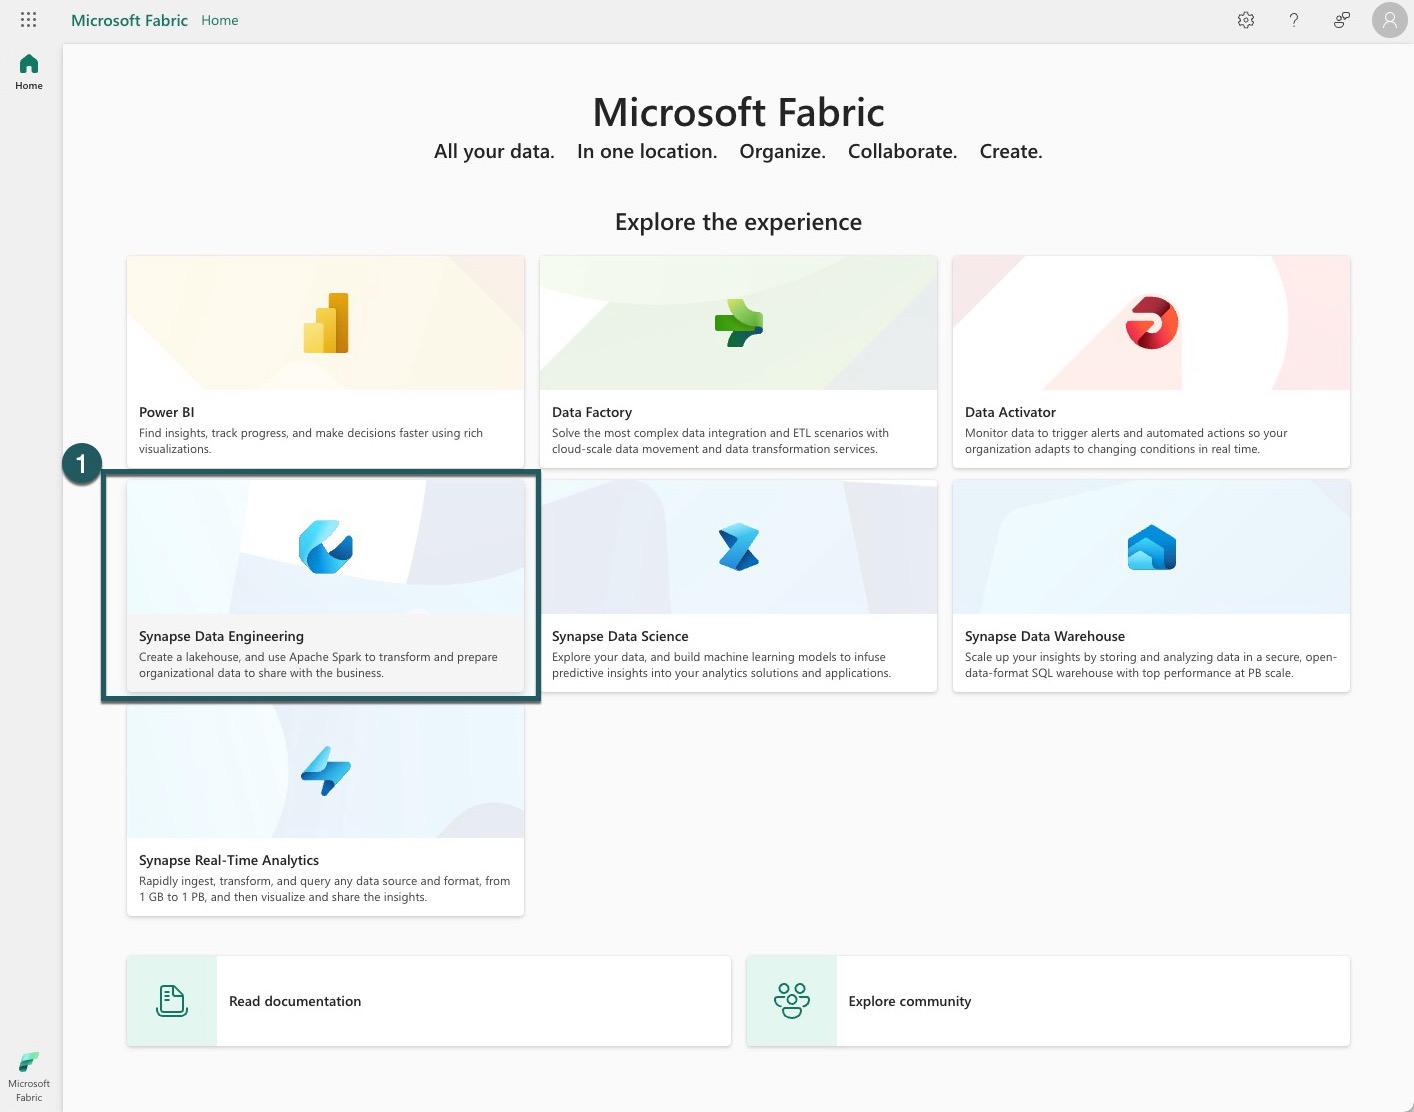 Microsoft Fabric Home
Home
Microsoft Fabric
All your data. In one location. Organize. Collaborate. Create.
Explore the experience
Power BI
Find insights, track progress, and make decisions faster using rich
visualizations.
Data Factory
Solve the most complex data integration and ETL scenarios with
cloud-scale data movement and data transformation services.
Data Activator
Monitor data to trigger alerts and automated actions so your
organization adapts to changing conditions in real time.
1
Synapse Data Engineering
Create a lakehouse, and use Apache Spark to transform and prepare
organizational data to share with the business.
Synapse Data Science
Explore your data, and build machine learning models to infuse
predictive insights into your analytics solutions and applications.
Synapse Data Warehouse
Scale up your insights by storing and analyzing data in a secure, open-
data-format SQL warehouse with top performance at PB scale.
Synapse Real-Time Analytics
Rapidly ingest, transform, and query any data source and format, from
1 GB to 1 PB, and then visualize and share the insights.
Read documentation
Explore community
Microsoft
Fabric